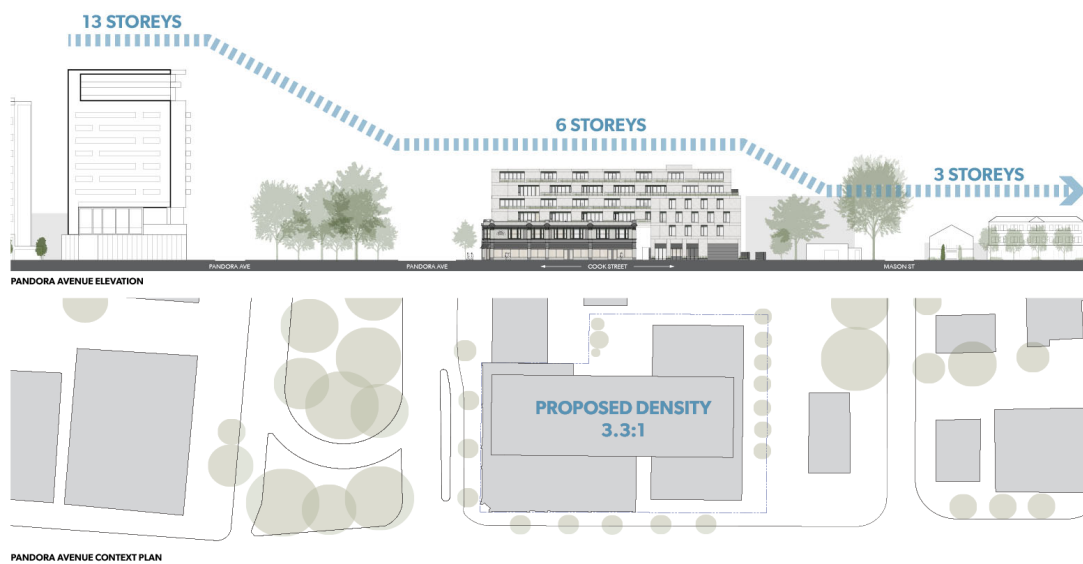 13 STOREYS
6 STOREYS
3 STOREYS
PANDORA AVE
PANDORA AVE
COOK STREET
MASON ST
PANDORA AVENUE ELEVATION
PROPOSED DENSITY
3.3:1
PANDORA AVENUE CONTEXT PLAN